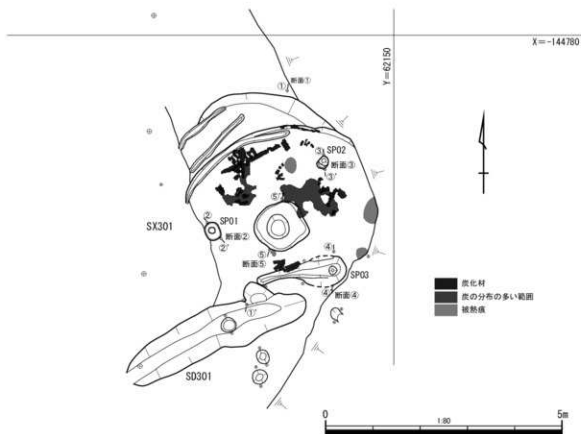 X=-144780
Y=62150
① 断面①
③ SP02
断面③
③'
⑤'
② SP01
断面②
②'
SX301
⑤
断面⑤
④
SP03
④'
断面④
①'
SD301
炭化材
炭の分布の多い範囲
被熱痕
0
1:80
5m